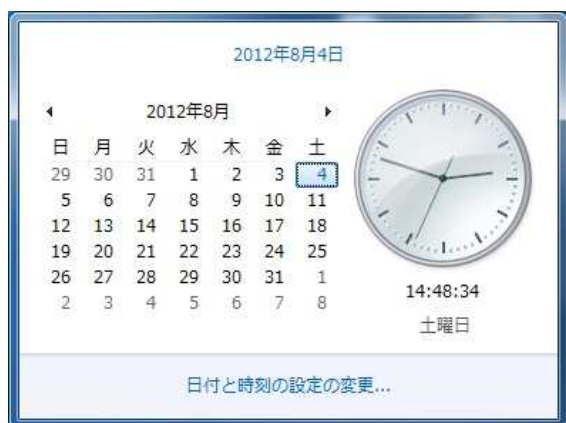 2012年8月4日
2012年8月
日 月 火 水 木 金 土
29 30 31 1 2 3 4
5 6 7 8 9 10 11
12 13 14 15 16 17 18
19 20 21 22 23 24 25
26 27 28 29 30 31 1
2 3 4 5 6 7 8
14:48:34
土曜日
日付と時刻の設定の変更...